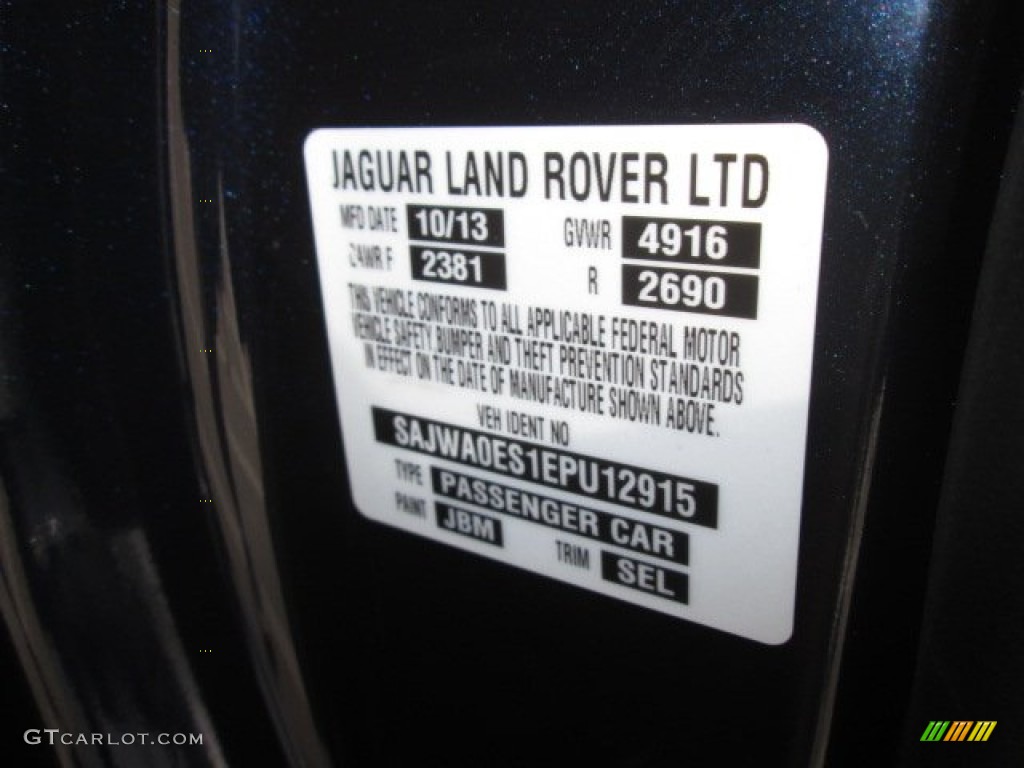 JAGUAR LAND ROVER LTD
MFD DATE 10/13 GVWR 4916
GAWR F 2381 R 2690
THIS VEHICLE CONFORMS TO ALL APPLICABLE FEDERAL MOTOR
VEHICLE SAFETY BUMPER AND THEFT PREVENTION STANDARDS
IN EFFECT ON THE DATE OF MANUFACTURE SHOWN ABOVE.
VEH IDENT NO
SAJWA0ES1EPU12915
TYPE PASSENGER CAR
PAINT JBM TRIM SEL
GTCARLOT.COM